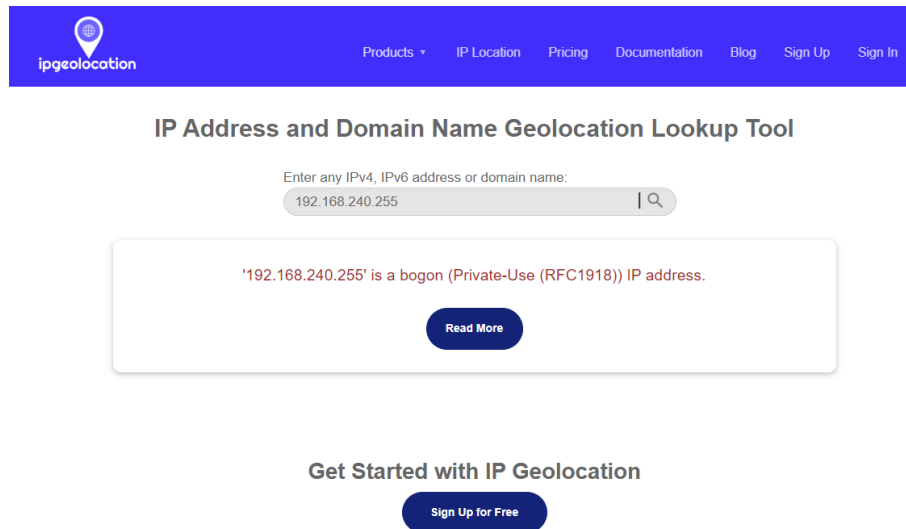 ipgeolocation
Products ▾ IP Location Pricing Documentation Blog Sign Up Sign In
IP Address and Domain Name Geolocation Lookup Tool
Enter any IPv4, IPv6 address or domain name:
192.168.240.255
'192.168.240.255' is a bogon (Private-Use (RFC1918)) IP address.
Read More
Get Started with IP Geolocation
Sign Up for Free